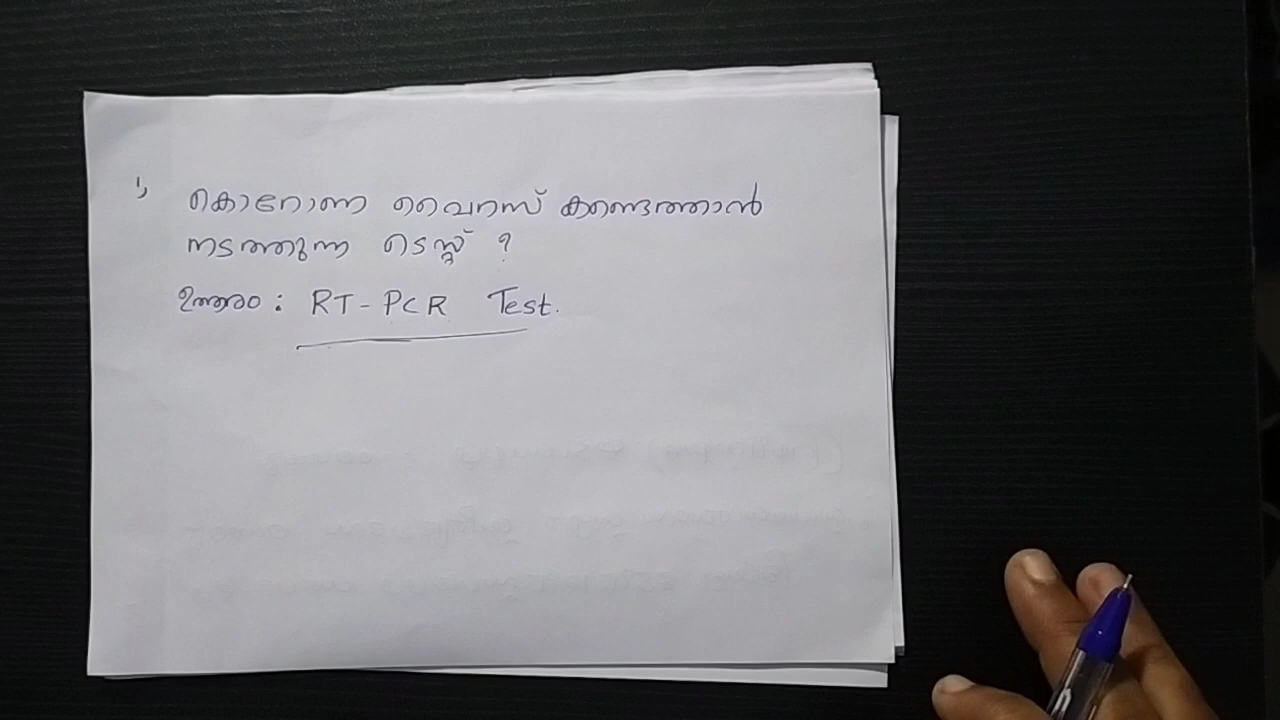 1, കൊറോണ വൈറസ് കണ്ടെത്താൻ
നടത്തുന്ന ടെസ്റ്റ് ?
ഉത്തരം : RT-PCR Test.